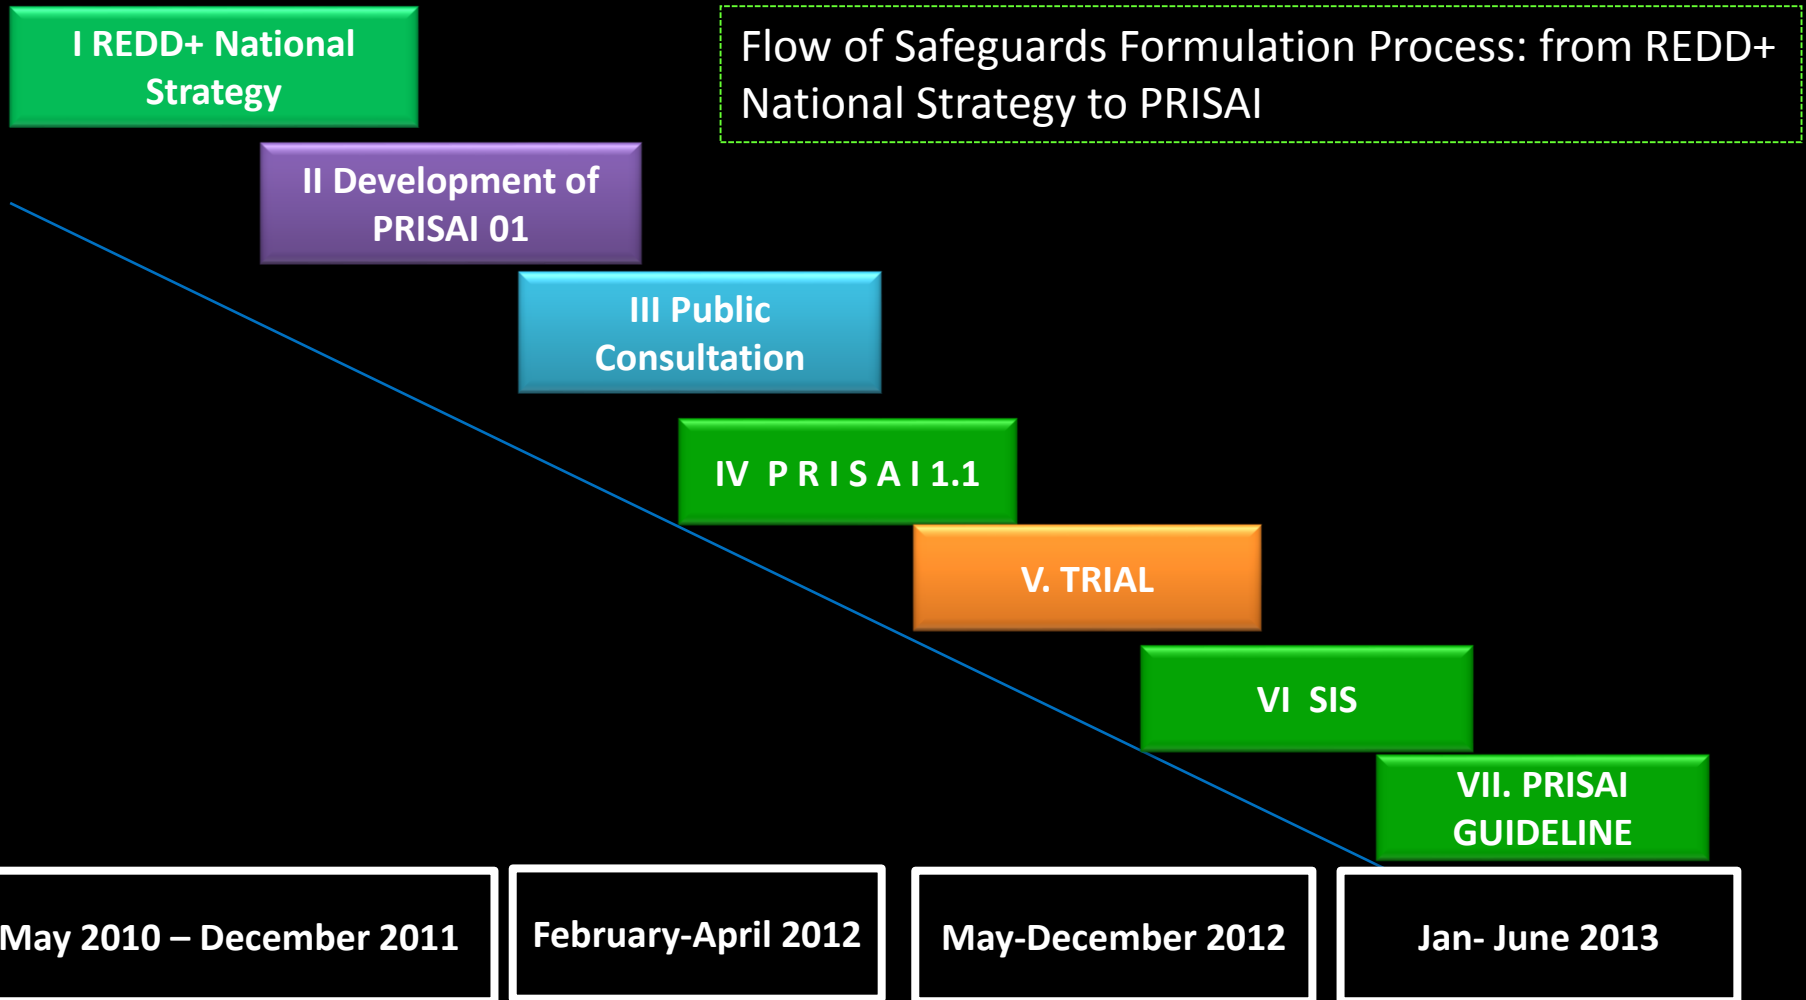 I REDD+ National
Strategy
Flow of Safeguards Formulation Process: from REDD+
National Strategy to PRISAI
II Development of
PRISAI 01
III Public
Consultation
IV P R I S A I 1.1
V. TRIAL
VI SIS
VII. PRISAI
GUIDELINE
May 2010 – December 2011
February-April 2012
May-December 2012
Jan- June 2013